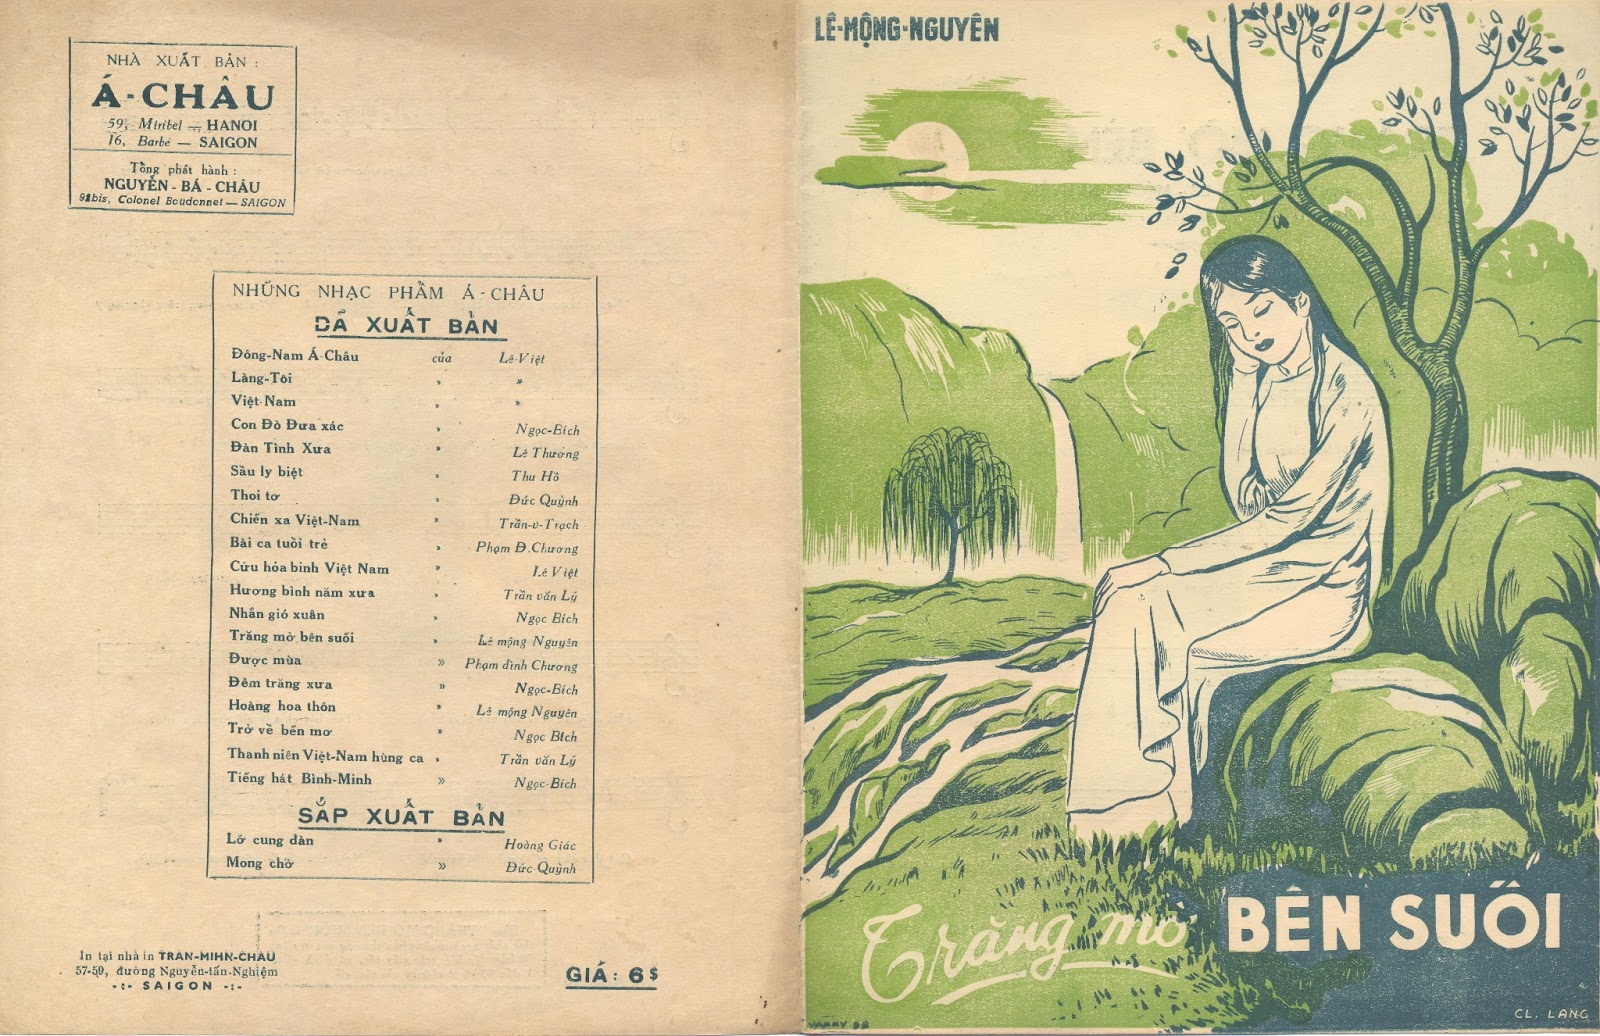 NHÀ XUẤT BẢN :
Á-CHÂU
59, Miribel — HANOI
16, Barbé — SAIGON
Tổng phát hành :
NGUYỄN-BÁ-CHÂU
92bis, Colonel Boudonnet — SAIGON
NHỮNG NHẠC PHẨM Á-CHÂU
ĐÃ XUẤT BẢN
Đông-Nam Á-Châu của Lê-Việt
Làng-Tôi » »
Việt-Nam » »
Con Đò Đưa xác » Ngọc-Bích
Đàn Tình Xưa » Lê Thương
Sầu ly biệt » Thu Hồ
Thoi tơ » Đức Quỳnh
Chiến xa Việt-Nam » Trần-v-Trạch
Bài ca tuổi trẻ » Phạm Đ.Chương
Cứu hỏa binh Việt Nam » Lê Việt
Hương bình năm xưa » Trần văn Lý
Nhắn gió xuân » Ngọc Bích
Trăng mờ bên suối » Lê mộng Nguyên
Được mùa » Phạm đình Chương
Đêm trăng xưa » Ngọc-Bích
Hoàng hoa thôn » Lê mộng Nguyên
Trở về bến mơ » Ngọc Bích
Thanh niên Việt-Nam hùng ca » Trần văn Lý
Tiếng hát Bình-Minh » Ngọc-Bích
SẮP XUẤT BẢN
Lỡ cung đàn » Hoàng Giác
Mong chờ » Đức-Quỳnh
In tại nhà in TRAN-MIHN-CHAU
57-59, đường Nguyễn-tấn-Nghiệm
-:- SAIGON -:-
GIÁ: 6$
LÊ-MỘNG-NGUYÊN
Trăng mờ BÊN SUỐI
CL. LANG